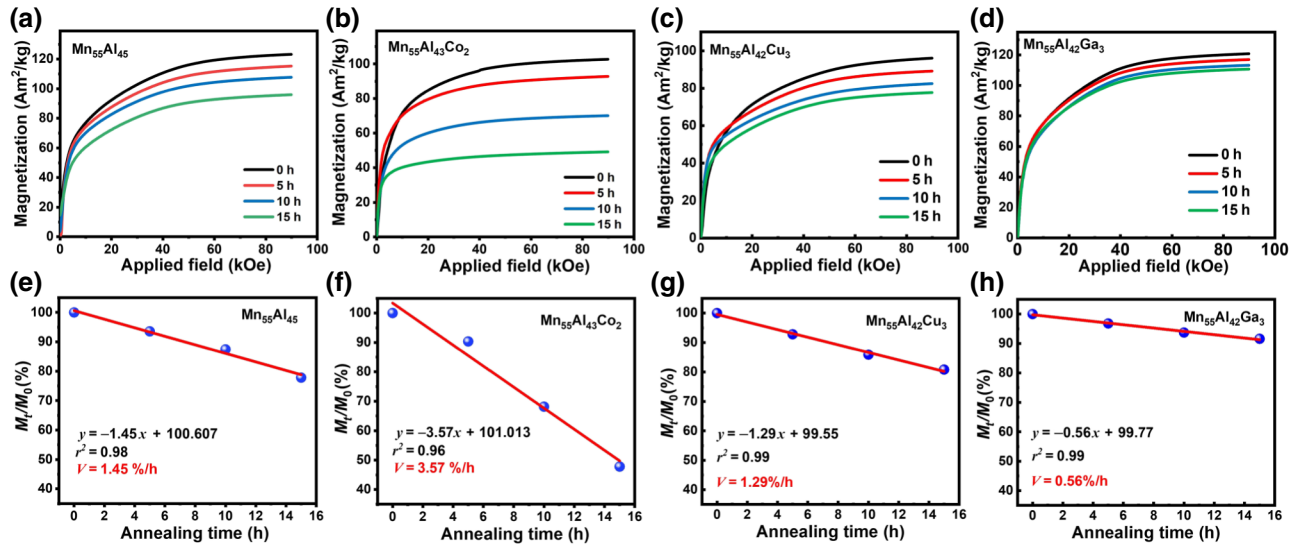 (a)
Mn55Al45
120
100
80
60
40
20
0
Magnetization (Am²/kg)
0 h
5 h
10 h
15 h
0 20 40 60 80 100
Applied field (kOe)
(b)
Mn55Al43Co2
120
100
80
60
40
20
0
Magnetization (Am²/kg)
0 h
5 h
10 h
15 h
0 20 40 60 80 100
Applied field (kOe)
(c)
Mn55Al42Cu3
100
80
60
40
20
0
Magnetization (Am²/kg)
0 h
5 h
10 h
15 h
0 20 40 60 80 100
Applied field (kOe)
(d)
Mn55Al42Ga3
120
100
80
60
40
20
0
Magnetization (Am²/kg)
0 h
5 h
10 h
15 h
0 20 40 60 80 100
Applied field (kOe)
(e)
Mn55Al45
100
90
80
70
60
50
40
Mt/M0(%)
y = −1.45x + 100.607
r² = 0.98
V = 1.45 %/h
0 2 4 6 8 10 12 14 16
Annealing time (h)
(f)
Mn55Al43Co2
100
90
80
70
60
50
40
Mt/M0(%)
y = −3.57x + 101.013
r² = 0.96
V = 3.57 %/h
0 2 4 6 8 10 12 14 16
Annealing time (h)
(g)
Mn55Al42Cu3
100
90
80
70
60
50
40
Mt/M0(%)
y = −1.29x + 99.55
r² = 0.99
V = 1.29%/h
0 2 4 6 8 10 12 14 16
Annealing time (h)
(h)
Mn55Al42Ga3
100
90
80
70
60
50
40
Mt/M0(%)
y = −0.56x + 99.77
r² = 0.99
V = 0.56%/h
0 2 4 6 8 10 12 14 16
Annealing time (h)